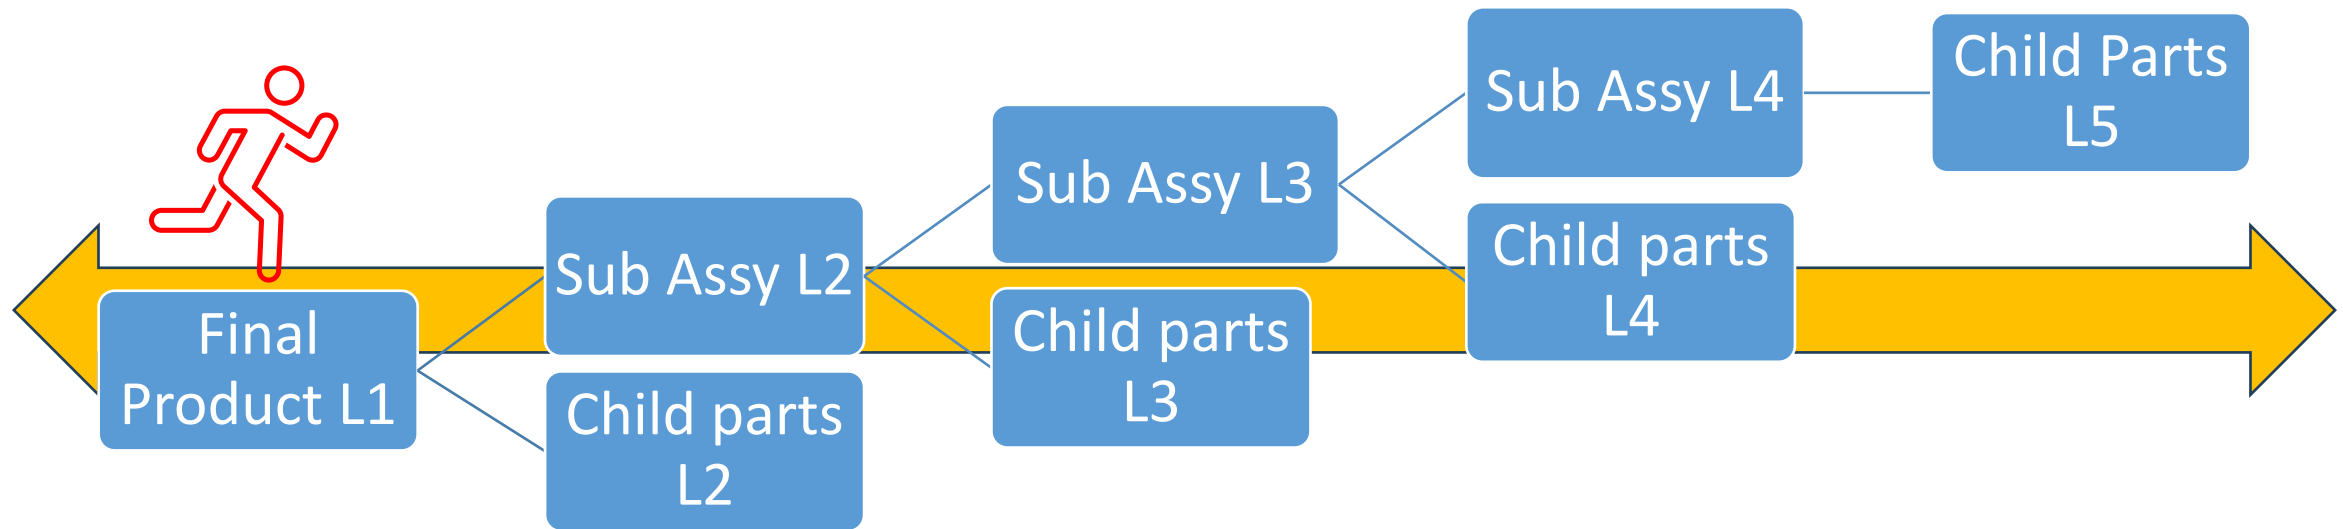 Final
Product L1
Sub Assy L2
Child parts
L2
Sub Assy L3
Child parts
L3
Sub Assy L4
Child parts
L4
Child Parts
L5